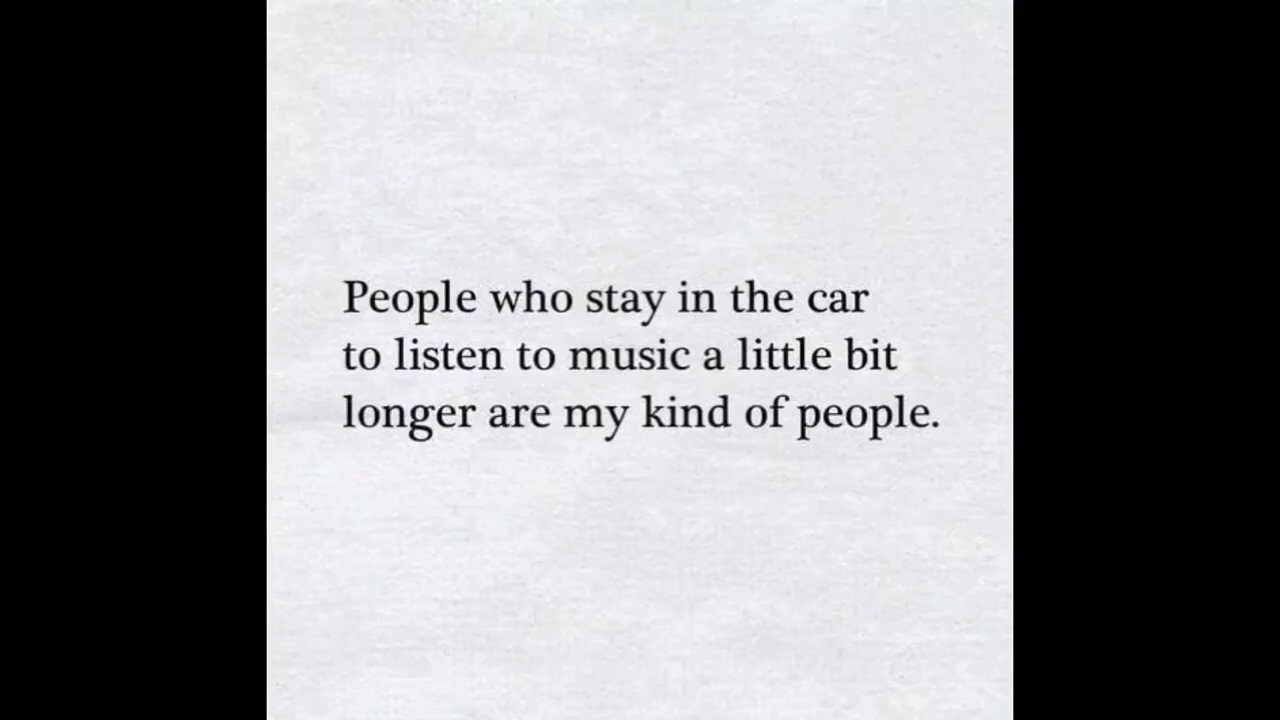 People who stay in the car
to listen to music a little bit
longer are my kind of people.